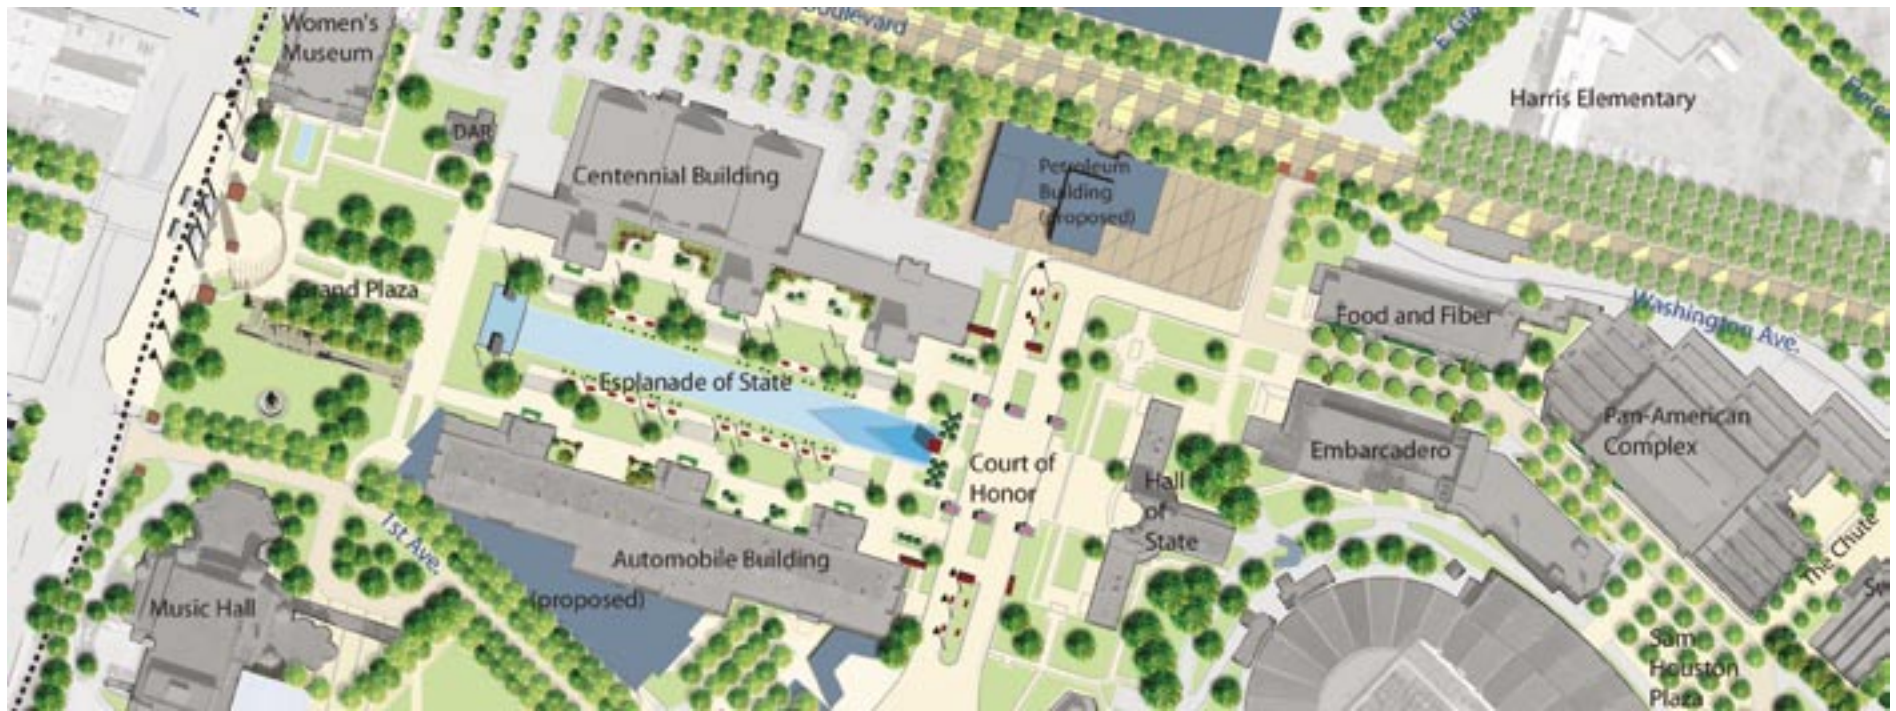 Women's
Museum
Boulevard
Harris Elementary
DAR
Centennial Building
Petroleum
Building
(proposed)
Grand Plaza
Food and Fiber
Washington Ave.
Esplanade of State
Pan-American
Complex
Embarcadero
Court of
Honor
Hall
of
State
1st Ave.
Automobile Building
(proposed)
Music Hall
The Chute
Sam
Houston
Plaza